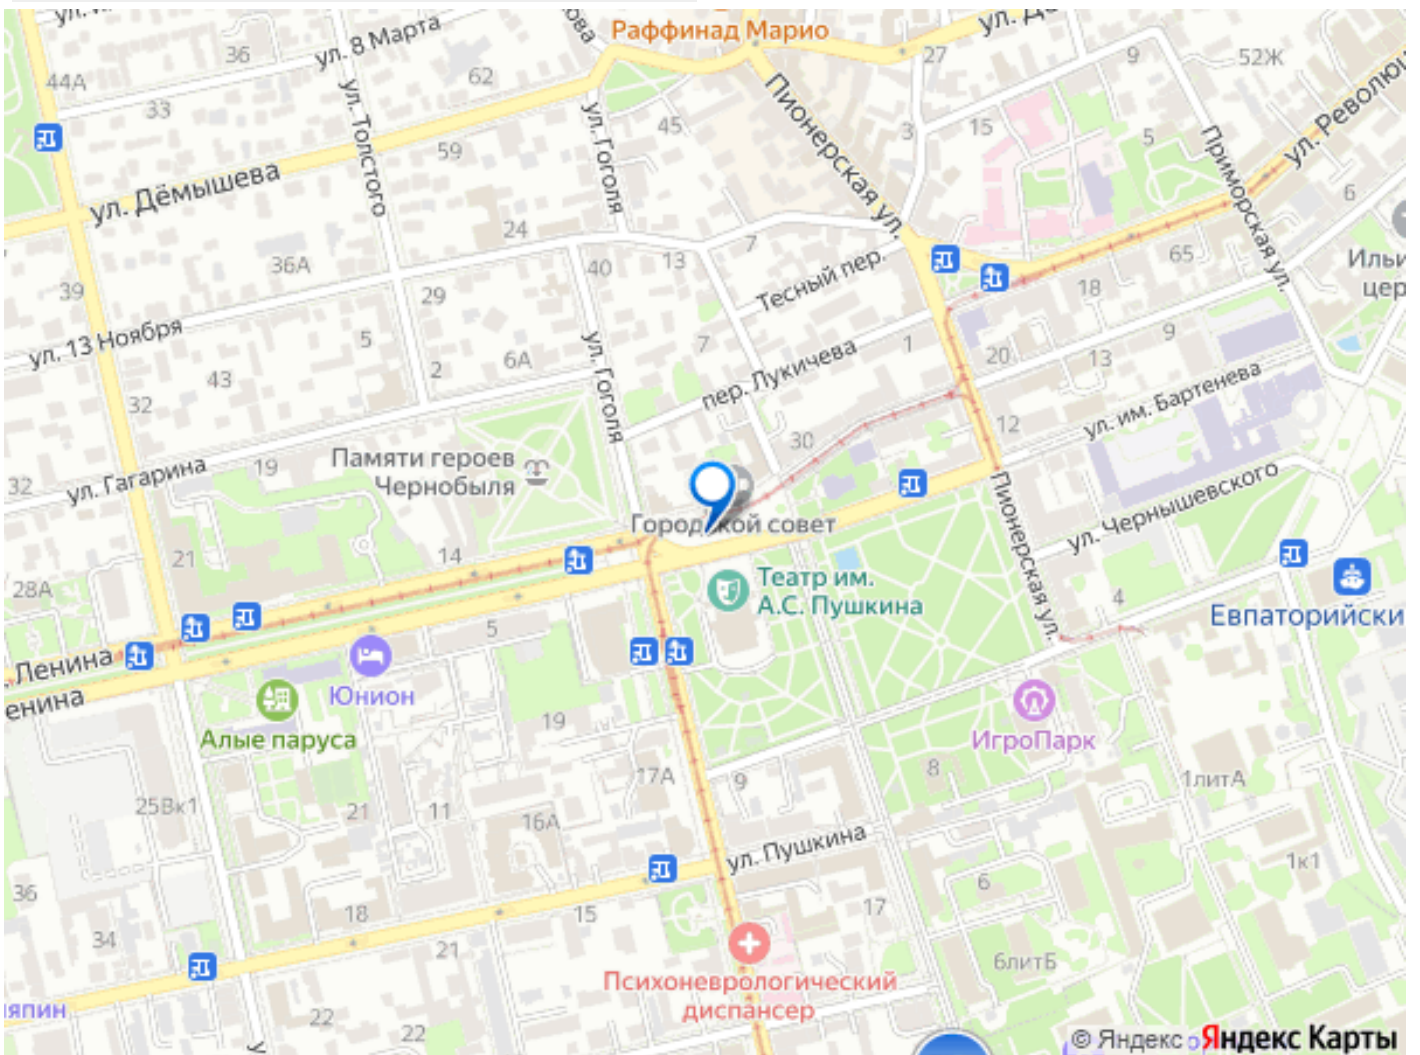 Раффинад Марио
27
9
52Ж
36
ул. 8 Марта
62
44А
33
ул. Толстого
ул. Гоголя
45
Пионерская ул.
3
15
5
Приморская ул.
ул. Революц
59
ул. Дёмышева
6
24
7
36А
40
13
Тесный пер.
65
Ильи
цер
39
29
18
ул. 13 Ноября
5
6А
ул. Гоголя
7
1
20
13
9
43
2
пер. Лукичева
32
ул. им. Бартенева
12
30
Памяти героев
Чернобыля
19
ул. Гагарина
32
Пионерская ул.
ул. Чернышевского
Городской совет
21
14
28А
Театр им.
А.С. Пушкина
4
Евпаторийски
5
Ленина
енина
Юнион
Алые паруса
19
ИгроПарк
17А
9
8
1литА
25Вк1
21
11
16А
ул. Пушкина
1к1
36
6
18
15
17
34
21
6литБ
Психоневрологический
диспансер
япин
22
22
© Яндекс Яндекс Карты